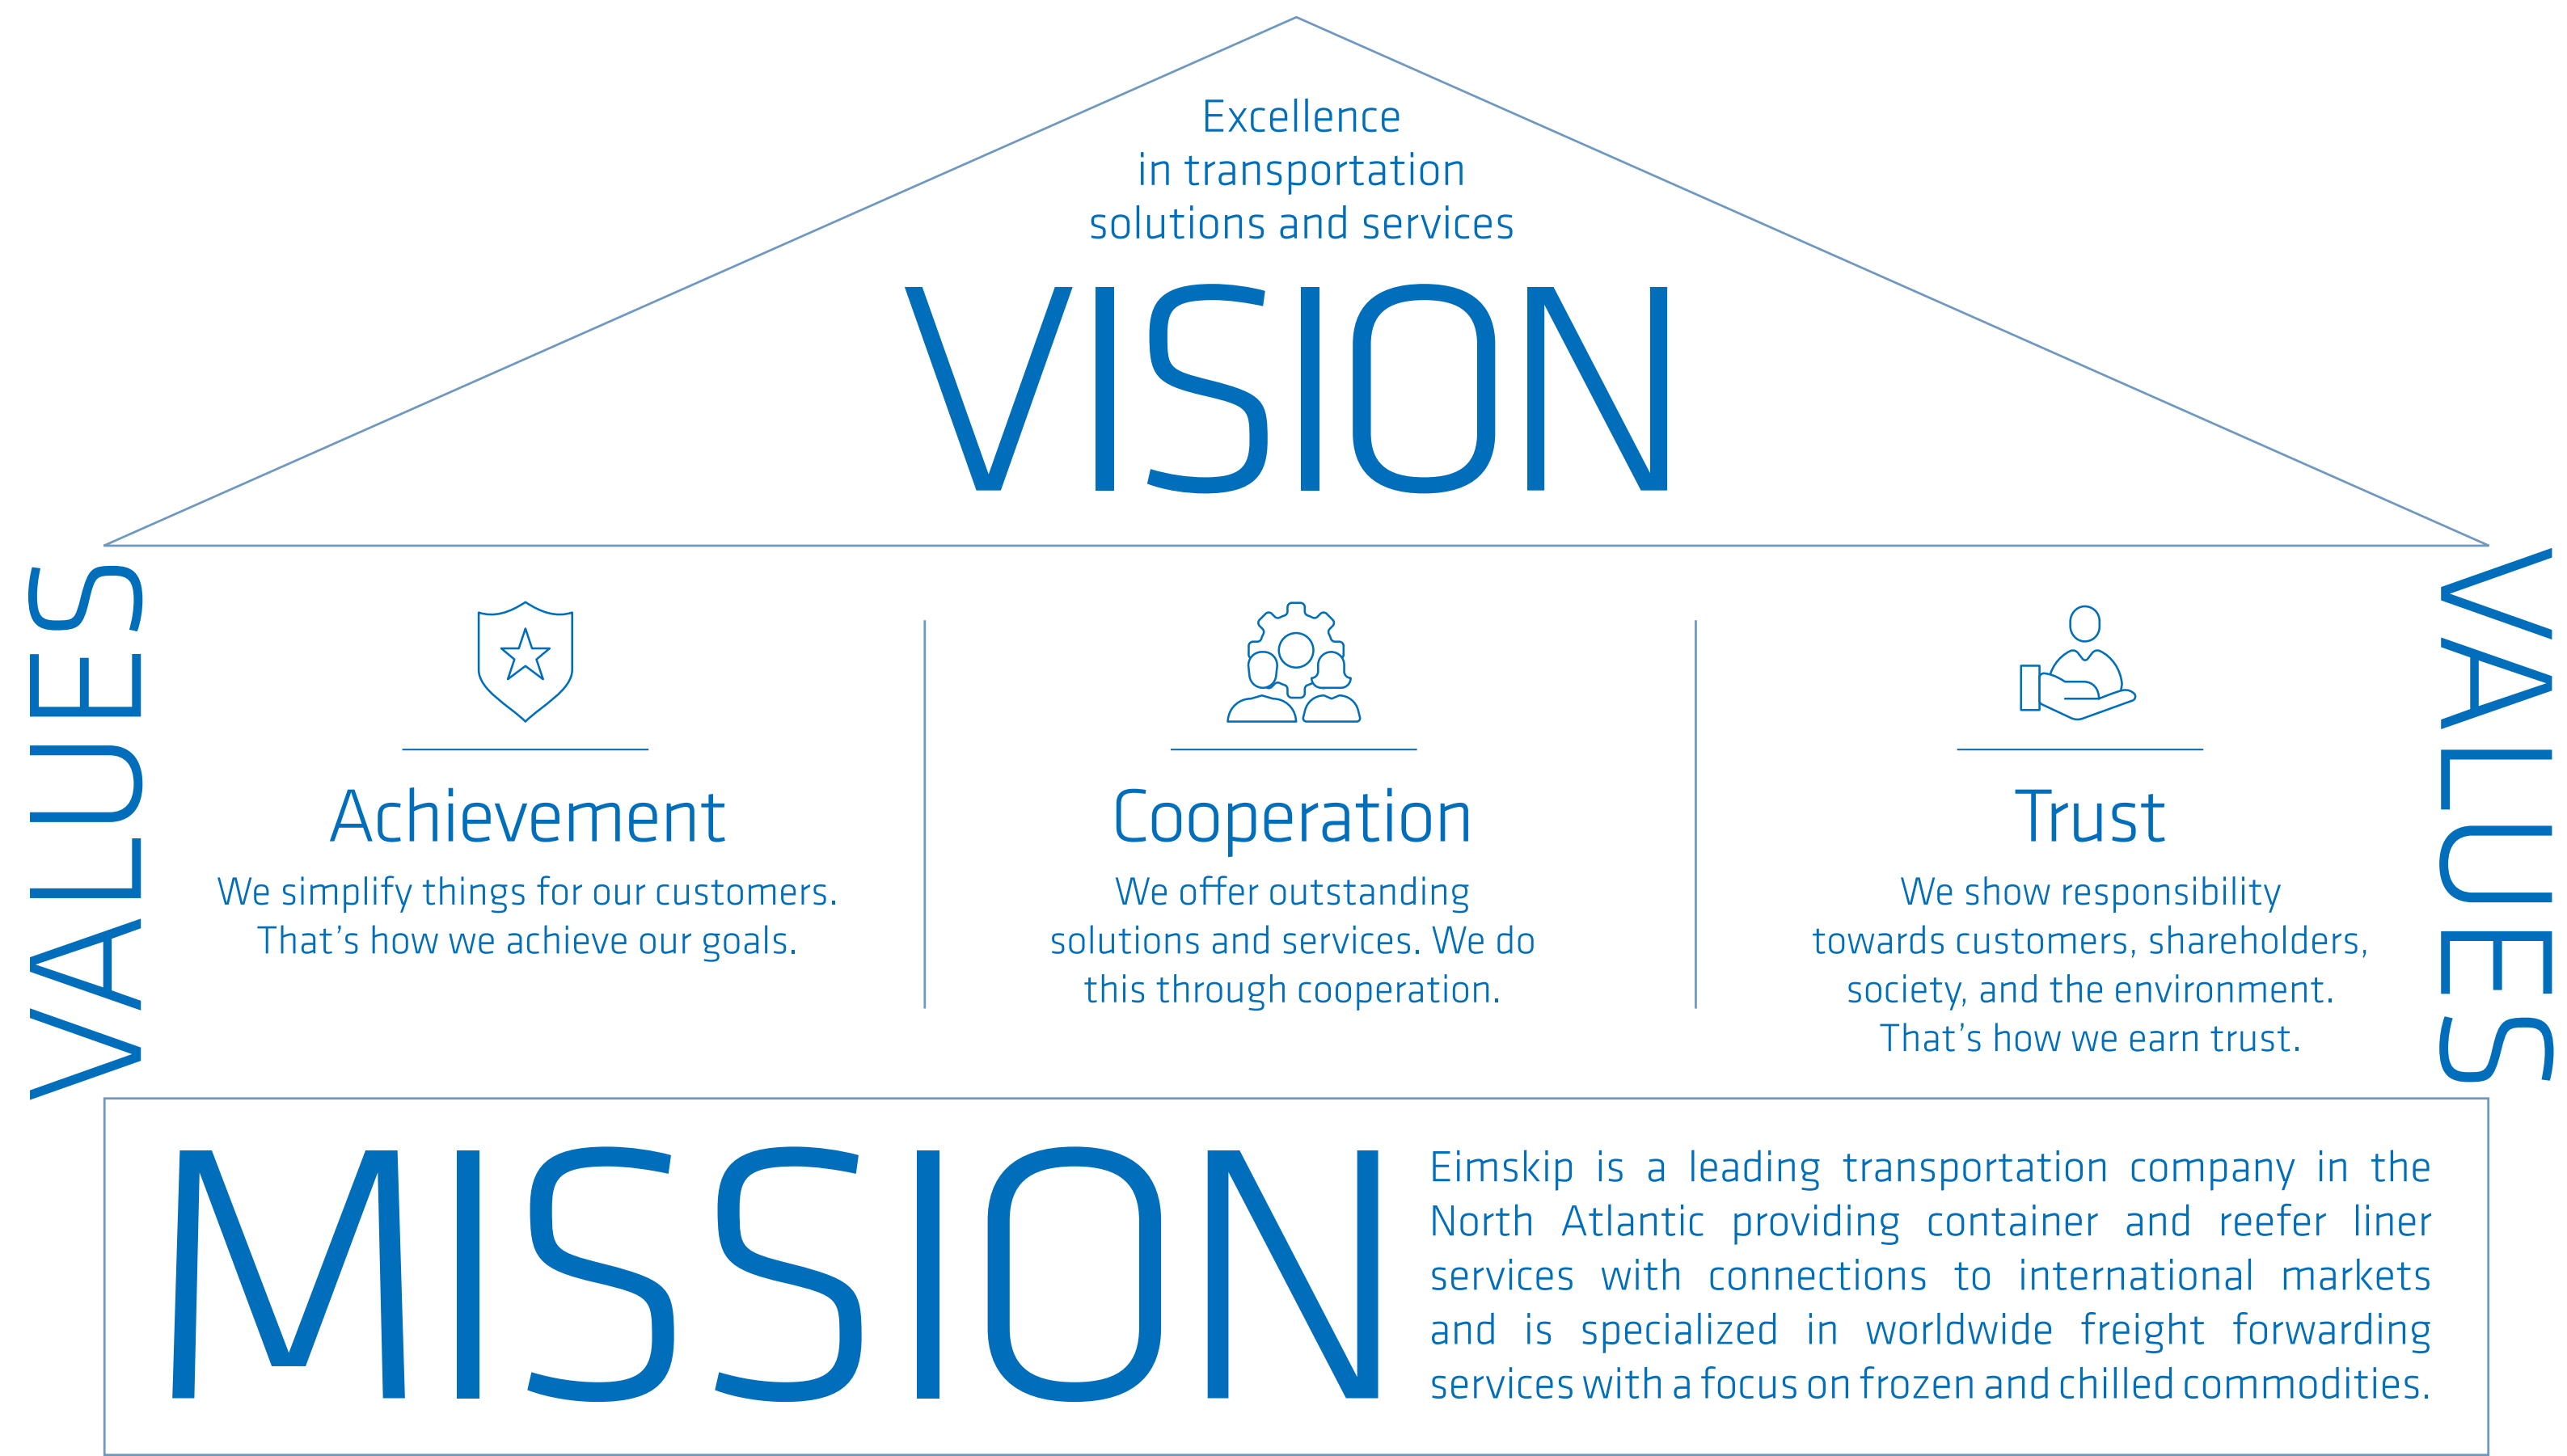 Excellence
in transportation
solutions and services
VISION
VALUES
Achievement
We simplify things for our customers.
That’s how we achieve our goals.
Cooperation
We offer outstanding
solutions and services. We do
this through cooperation.
Trust
We show responsibility
towards customers, shareholders,
society, and the environment.
That’s how we earn trust.
VALUES
MISSION
Eimskip is a leading transportation company in the
North Atlantic providing container and reefer liner
services with connections to international markets
and is specialized in worldwide freight forwarding
services with a focus on frozen and chilled commodities.